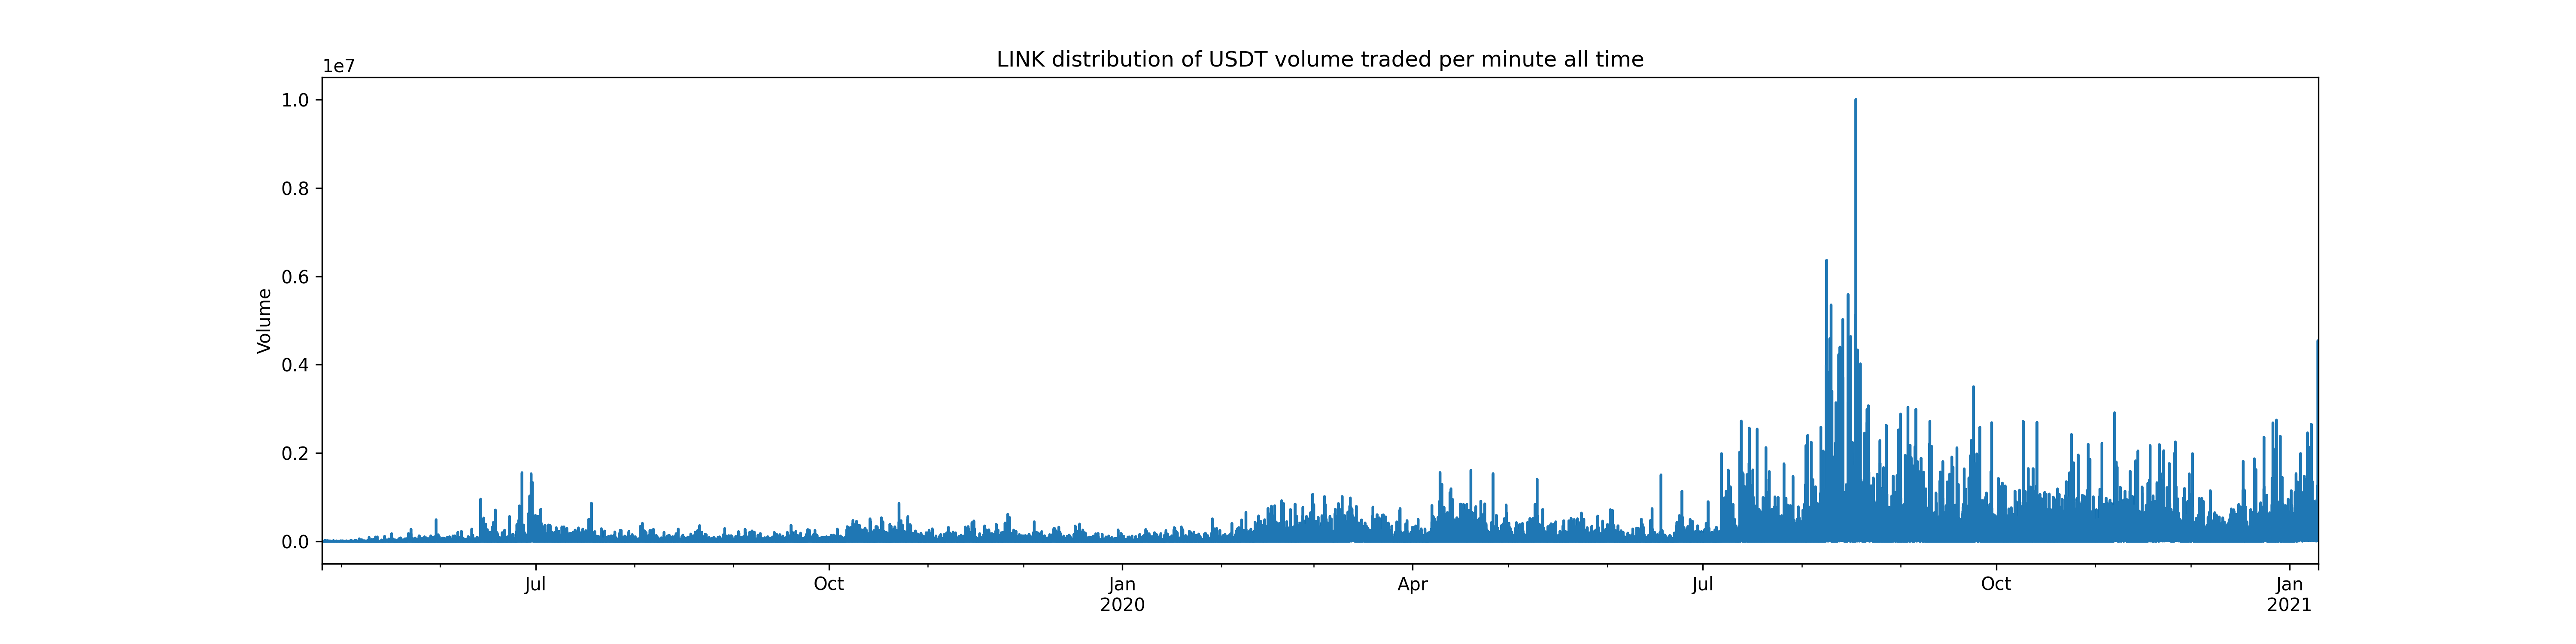 LINK distribution of USDT volume traded per minute all time
1e7
1.0
0.8
0.6
0.4
0.2
0.0
Volume
Jul
Oct
Jan
2020
Apr
Jul
Oct
Jan
2021